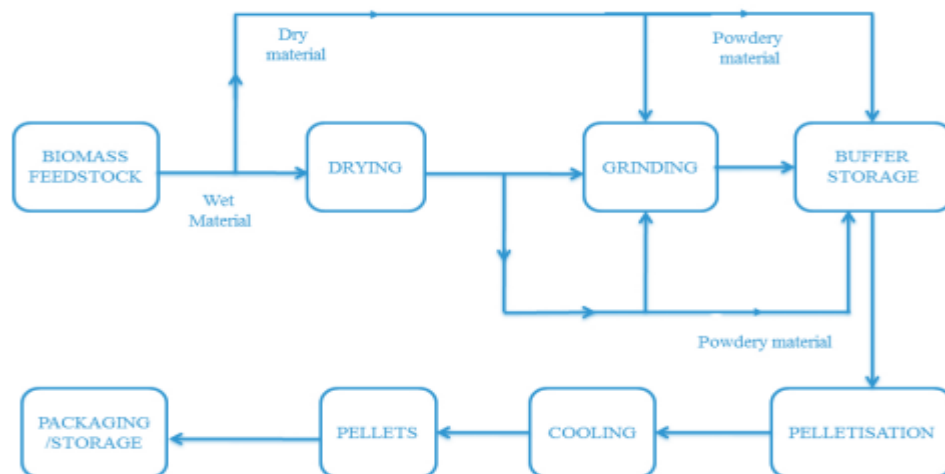 Dry
material
Powdery
material
BIOMASS
FEEDSTOCK
DRYING
GRINDING
BUFFER
STORAGE
Wet
Material
Powdery material
PACKAGING
/STORAGE
PELLETS
COOLING
PELLETISATION